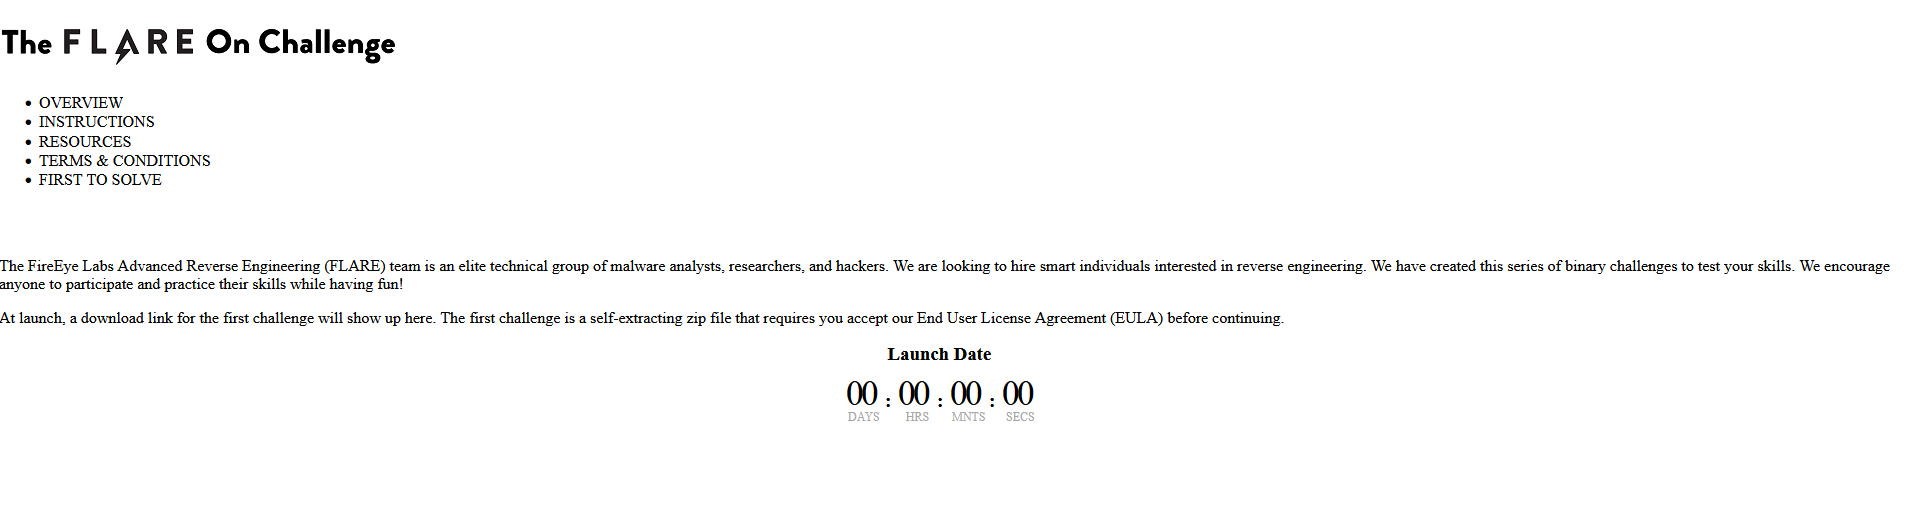 The FLARE On Challenge
OVERVIEW
INSTRUCTIONS
RESOURCES
TERMS & CONDITIONS
FIRST TO SOLVE
The FireEye Labs Advanced Reverse Engineering (FLARE) team is an elite technical group of malware analysts, researchers, and hackers. We are looking to hire smart individuals interested in reverse engineering. We have created this series of binary challenges to test your skills. We encourage
anyone to participate and practice their skills while having fun!
At launch, a download link for the first challenge will show up here. The first challenge is a self-extracting zip file that requires you accept our End User License Agreement (EULA) before continuing.
Launch Date
00 : 00 : 00 : 00
DAYS HRS MNTS SECS